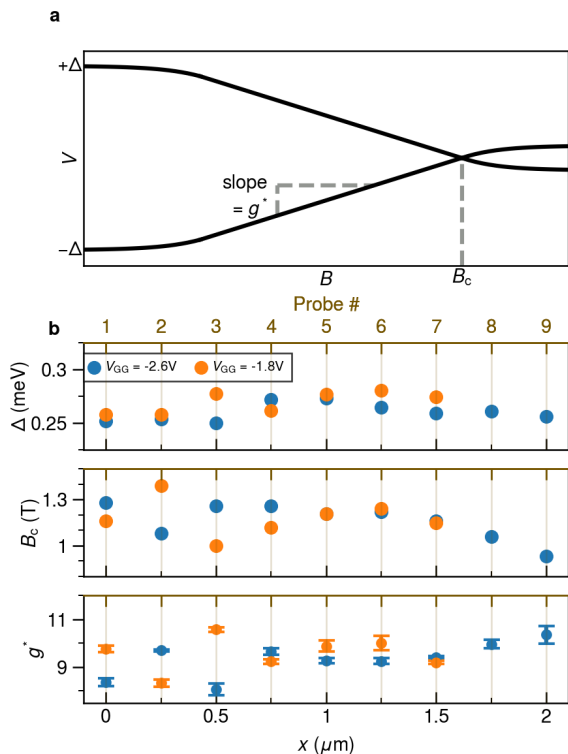 a
+Δ
V
slope
= g*
−Δ
B
Bc
Probe #
b
1 2 3 4 5 6 7 8 9
VGG = -2.6V VGG = -1.8V
0.3
0.25
Δ (meV)
1.3
1
Bc (T)
11
9
g*
0 0.5 1 1.5 2
x (μm)